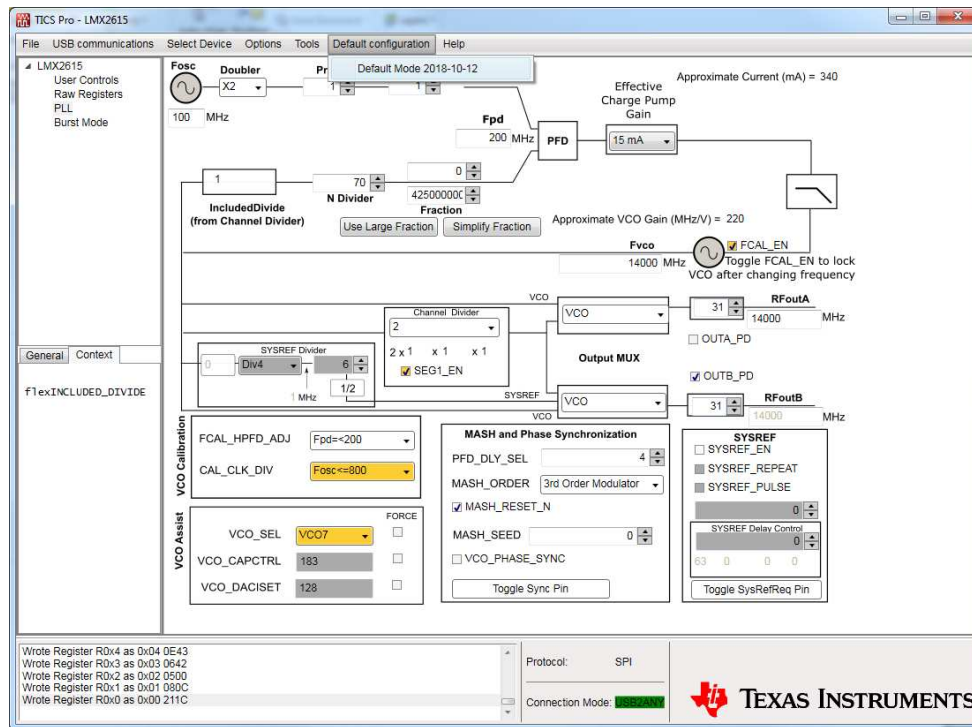 TICS Pro - LMX2615
File USB communications Select Device Options Tools Default configuration Help
Default Mode 2018-10-12
LMX2615
User Controls
Raw Registers
PLL
Burst Mode
General Context
flexINCLUDED_DIVIDE
Fosc
Doubler
Pr
X2
1
1
100 MHz
Approximate Current (mA) = 340
Effective
Charge Pump
Gain
15 mA
Fpd
200 MHz
PFD
1
IncludedDivide
(from Channel Divider)
70
N Divider
0
42500000
Fraction
Use Large Fraction Simplify Fraction
Approximate VCO Gain (MHz/V) = 220
Fvco
14000 MHz
FCAL_EN
Toggle FCAL_EN to lock
VCO after changing frequency
VCO
Channel Divider
2
2 x 1 x 1 x 1
SEG1_EN
SYSREF Divider
0 Div4 6
1 MHz
1/2
SYSREF
VCO
VCO
Output MUX
VCO
31
RFoutA
14000 MHz
OUTA_PD
OUTB_PD
31
RFoutB
14000 MHz
VCO Calibration
FCAL_HPFD_ADJ Fpd=<200
CAL_CLK_DIV Fosc<=800
VCO Assist
FORCE
VCO_SEL VCO7
VCO_CAPCTRL 183
VCO_DACISET 128
MASH and Phase Synchronization
PFD_DLY_SEL 4
MASH_ORDER 3rd Order Modulator
MASH_RESET_N
MASH_SEED 0
VCO_PHASE_SYNC
Toggle Sync Pin
SYSREF
SYSREF_EN
SYSREF_REPEAT
SYSREF_PULSE
0
SYSREF Delay Control
0
63 0 0 0
Toggle SysRefReq Pin
Wrote Register R0x4 as 0x04 0E43
Wrote Register R0x3 as 0x03 0642
Wrote Register R0x2 as 0x02 0500
Wrote Register R0x1 as 0x01 080C
Wrote Register R0x0 as 0x00 211C
Protocol: SPI
Connection Mode: USB2ANY
TEXAS INSTRUMENTS